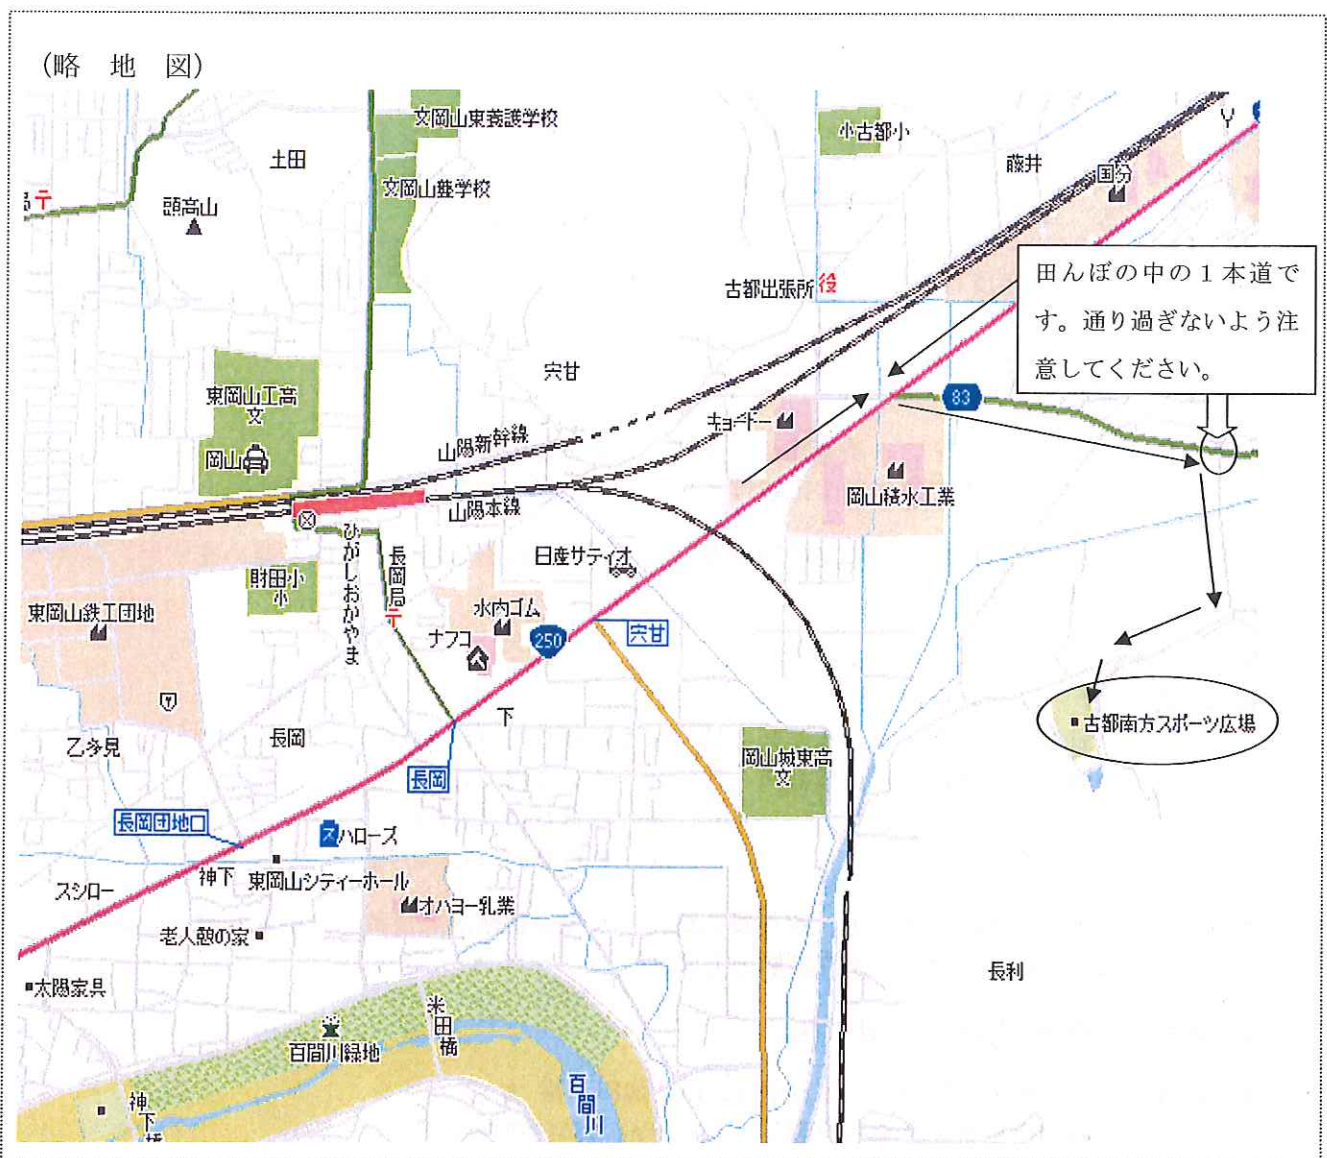 （略　地　図）
文岡山東養護学校
土田
文岡山聾学校
小古都小
藤井
国分
〒
頭高山
田んぼの中の１本道で
す。通り過ぎないよう注
意してください。
古都出張所
役
穴甘
東岡山工高
文
83
キョードー
岡山
山陽新幹線
岡山積水工業
山陽本線
ひがしおかやま
長岡局
〒
日産サティオ
財田小
小
東岡山鉄工団地
水内ゴム
ナフコ
250
穴甘
下
古都南方スポーツ広場
乙多見
長岡
長岡
岡山城東高
文
長岡団地口
ス
ハローズ
スシロー
神下
東岡山シティーホール
オハヨー乳業
老人憩の家
太陽家具
長利
米田橋
百間川緑地
百間川
神下橋